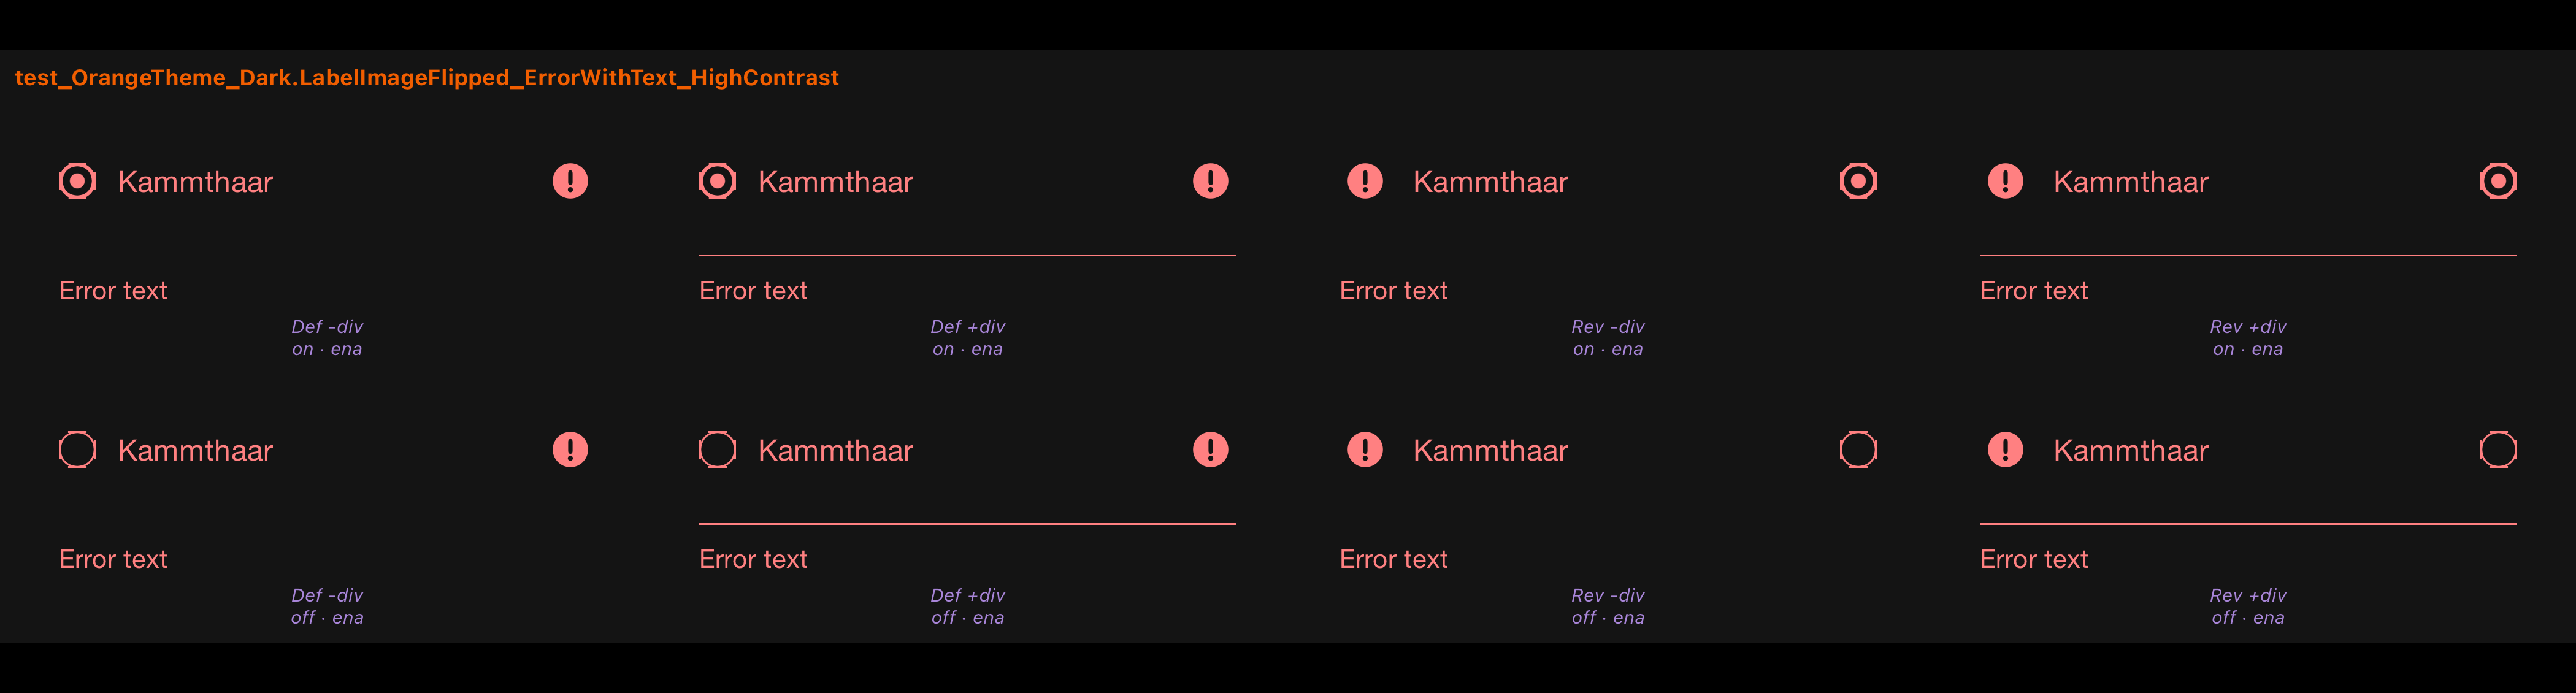 test_OrangeTheme_Dark.LabelImageFlipped_ErrorWithText_HighContrast
Kammthaar
Kammthaar
Kammthaar
Kammthaar
Error text
Error text
Error text
Error text
Def -div
on · ena
Def +div
on · ena
Rev -div
on · ena
Rev +div
on · ena
Kammthaar
Kammthaar
Kammthaar
Kammthaar
Error text
Error text
Error text
Error text
Def -div
off · ena
Def +div
off · ena
Rev -div
off · ena
Rev +div
off · ena